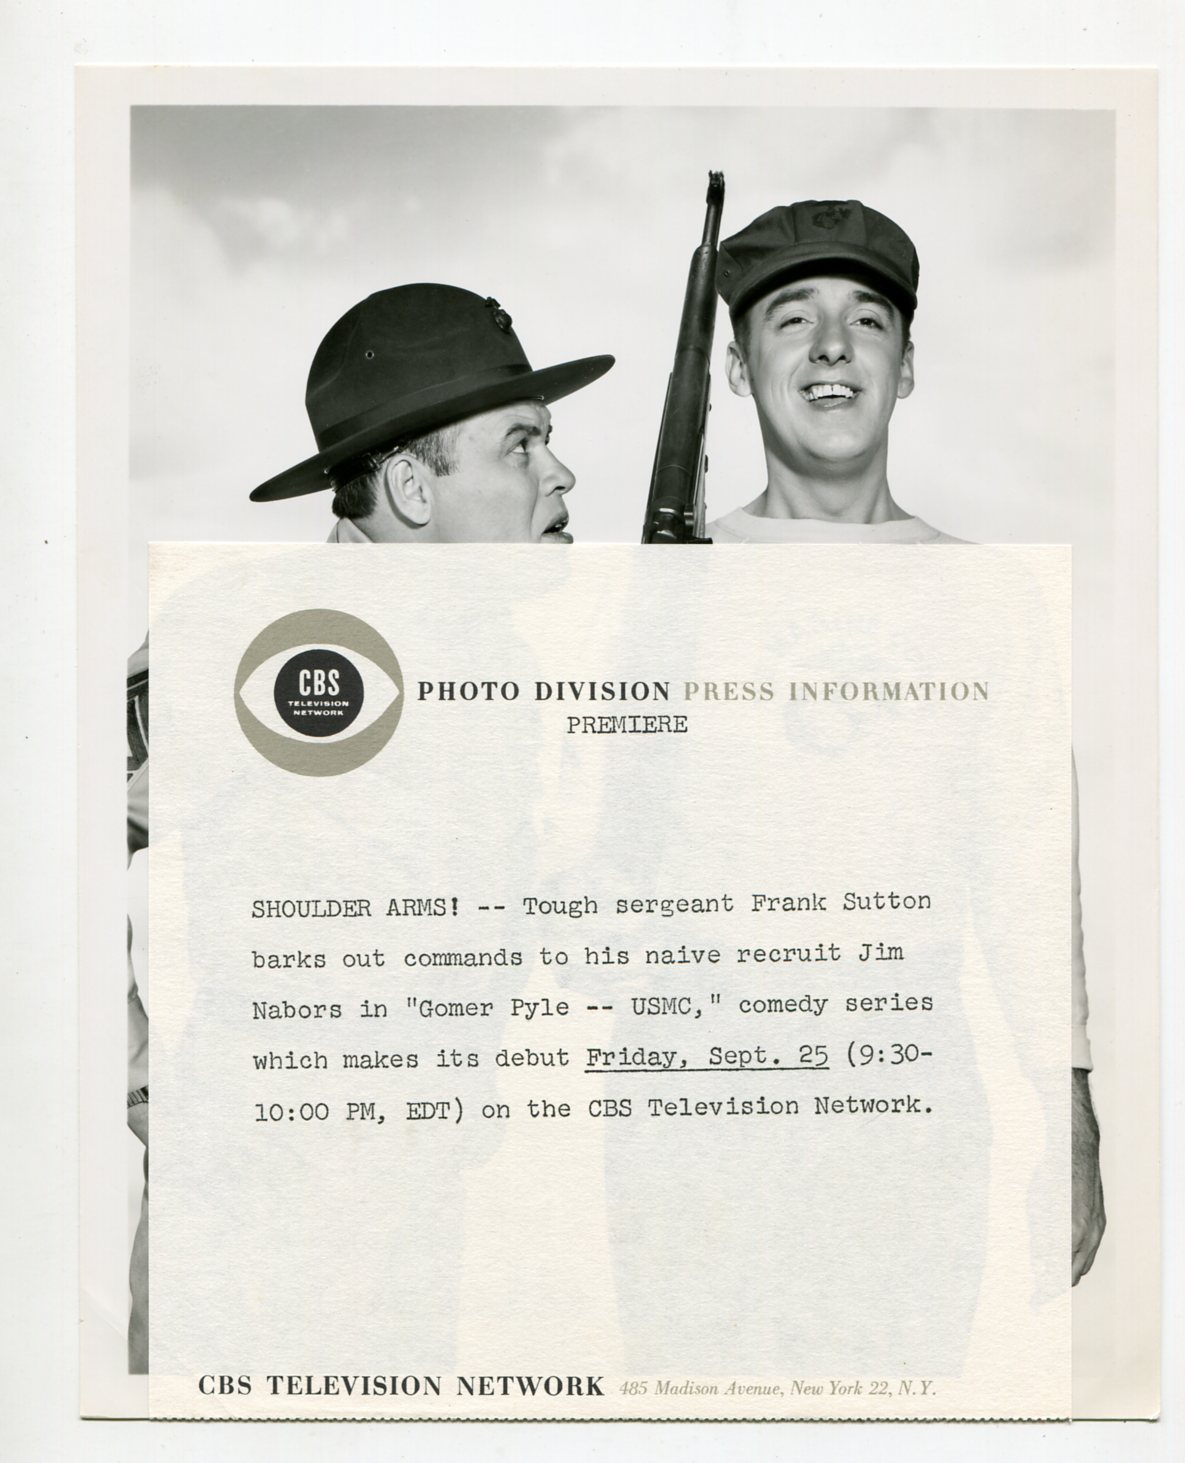 CBS
TELEVISION
NETWORK
PHOTO DIVISION PRESS INFORMATION
PREMIERE
SHOULDER ARMS! -- Tough sergeant Frank Sutton
barks out commands to his naive recruit Jim
Nabors in "Gomer Pyle -- USMC," comedy series
which makes its debut Friday, Sept. 25 (9:30-
10:00 PM, EDT) on the CBS Television Network.
CBS TELEVISION NETWORK 485 Madison Avenue, New York 22, N.Y.